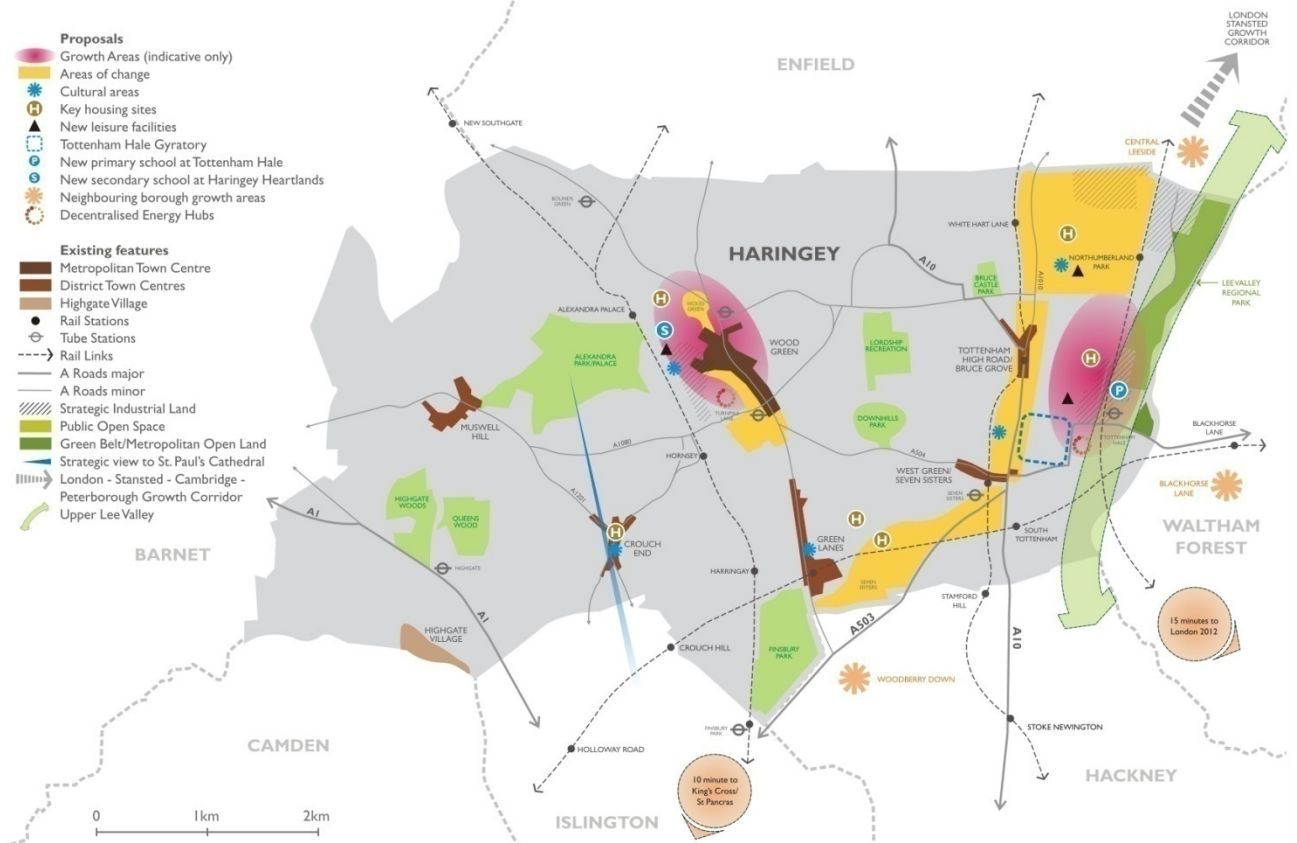 Proposals
Growth Areas (indicative only)
Areas of change
Cultural areas
H
Key housing sites
New leisure facilities
Tottenham Hale Gyratory
P
New primary school at Tottenham Hale
S
New secondary school at Haringey Heartlands
Neighbouring borough growth areas
Decentralised Energy Hubs
Existing features
Metropolitan Town Centre
District Town Centres
Highgate Village
Rail Stations
Tube Stations
Rail Links
A Roads major
A Roads minor
Strategic Industrial Land
Public Open Space
Green Belt/Metropolitan Open Land
Strategic view to St. Paul's Cathedral
London - Stansted - Cambridge -
Peterborough Growth Corridor
Upper Lee Valley
LONDON
STANSTED
GROWTH
CORRIDOR
ENFIELD
NEW SOUTHGATE
CENTRAL
LEESIDE
BOUNDS
GREEN
WHITE HART LANE
H
HARINGEY
A10
NORTHUMBERLAND
PARK
A1010
BRUCE
CASTLE
PARK
LEE VALLEY
REGIONAL
PARK
H
WOOD
GREEN
ALEXANDRA PALACE
S
WOOD
GREEN
LORDSHIP
RECREATION
TOTTENHAM
HIGH ROAD/
BRUCE GROVE
H
ALEXANDRA
PARK/PALACE
P
TURNPIKE
LANE
DOWNHILLS
PARK
MUSWELL
HILL
A1080
HORNSEY
A504
TOTTENHAM
HALE
BLACKHORSE
LANE
WEST GREEN/
SEVEN SISTERS
SEVEN
SISTERS
BLACKHORSE
LANE
HIGHGATE
WOODS
QUEENS
WOOD
A1201
A1
H
CROUCH
END
H
H
GREEN
LANES
SOUTH
TOTTENHAM
WALTHAM
FOREST
BARNET
HIGHGATE
HARRINGAY
SEVEN
SISTERS
STAMFORD
HILL
A1
A503
A10
15 minutes to
London 2012
HIGHGATE
VILLAGE
CROUCH HILL
FINSBURY
PARK
WOODBERRY DOWN
FINSBURY
PARK
STOKE NEWINGTON
CAMDEN
HOLLOWAY ROAD
HACKNEY
10 minute to
King's Cross/
St Pancras
ISLINGTON
0
1km
2km